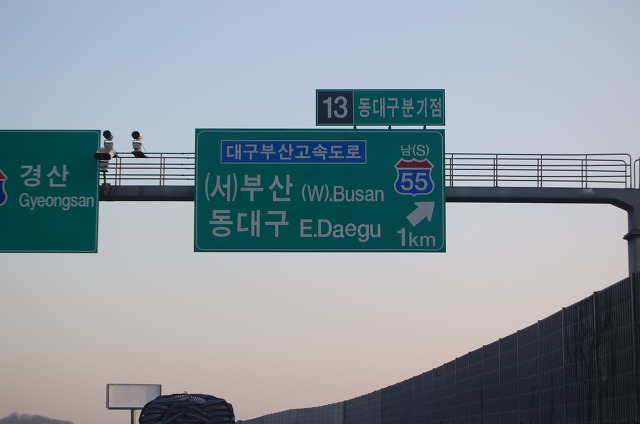 13 동대구분기점
경산
Gyeongsan
대구부산고속도로
남(S)
55
(서)부산 (W).Busan
동대구 E.Daegu
1km